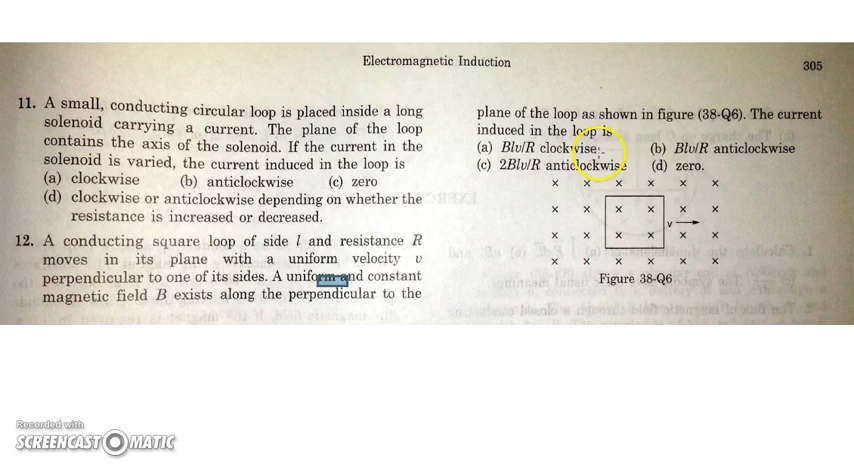 Electromagnetic Induction
305
11. A small, conducting circular loop is placed inside a long
solenoid carrying a current. The plane of the loop
contains the axis of the solenoid. If the current in the
solenoid is varied, the current induced in the loop is
(a) clockwise (b) anticlockwise (c) zero
(d) clockwise or anticlockwise depending on whether the
resistance is increased or decreased.
12. A conducting square loop of side l and resistance R
moves in its plane with a uniform velocity v
perpendicular to one of its sides. A uniform and constant
magnetic field B exists along the perpendicular to the
plane of the loop as shown in figure (38-Q6). The current
induced in the loop is
(a) Blv/R clockwise (b) Blv/R anticlockwise
(c) 2Blv/R anticlockwise (d) zero.
× × × × × ×
× × × × × ×
v
× × × × × ×
× × × × × ×
Figure 38-Q6
Recorded with
SCREENCAST MATIC